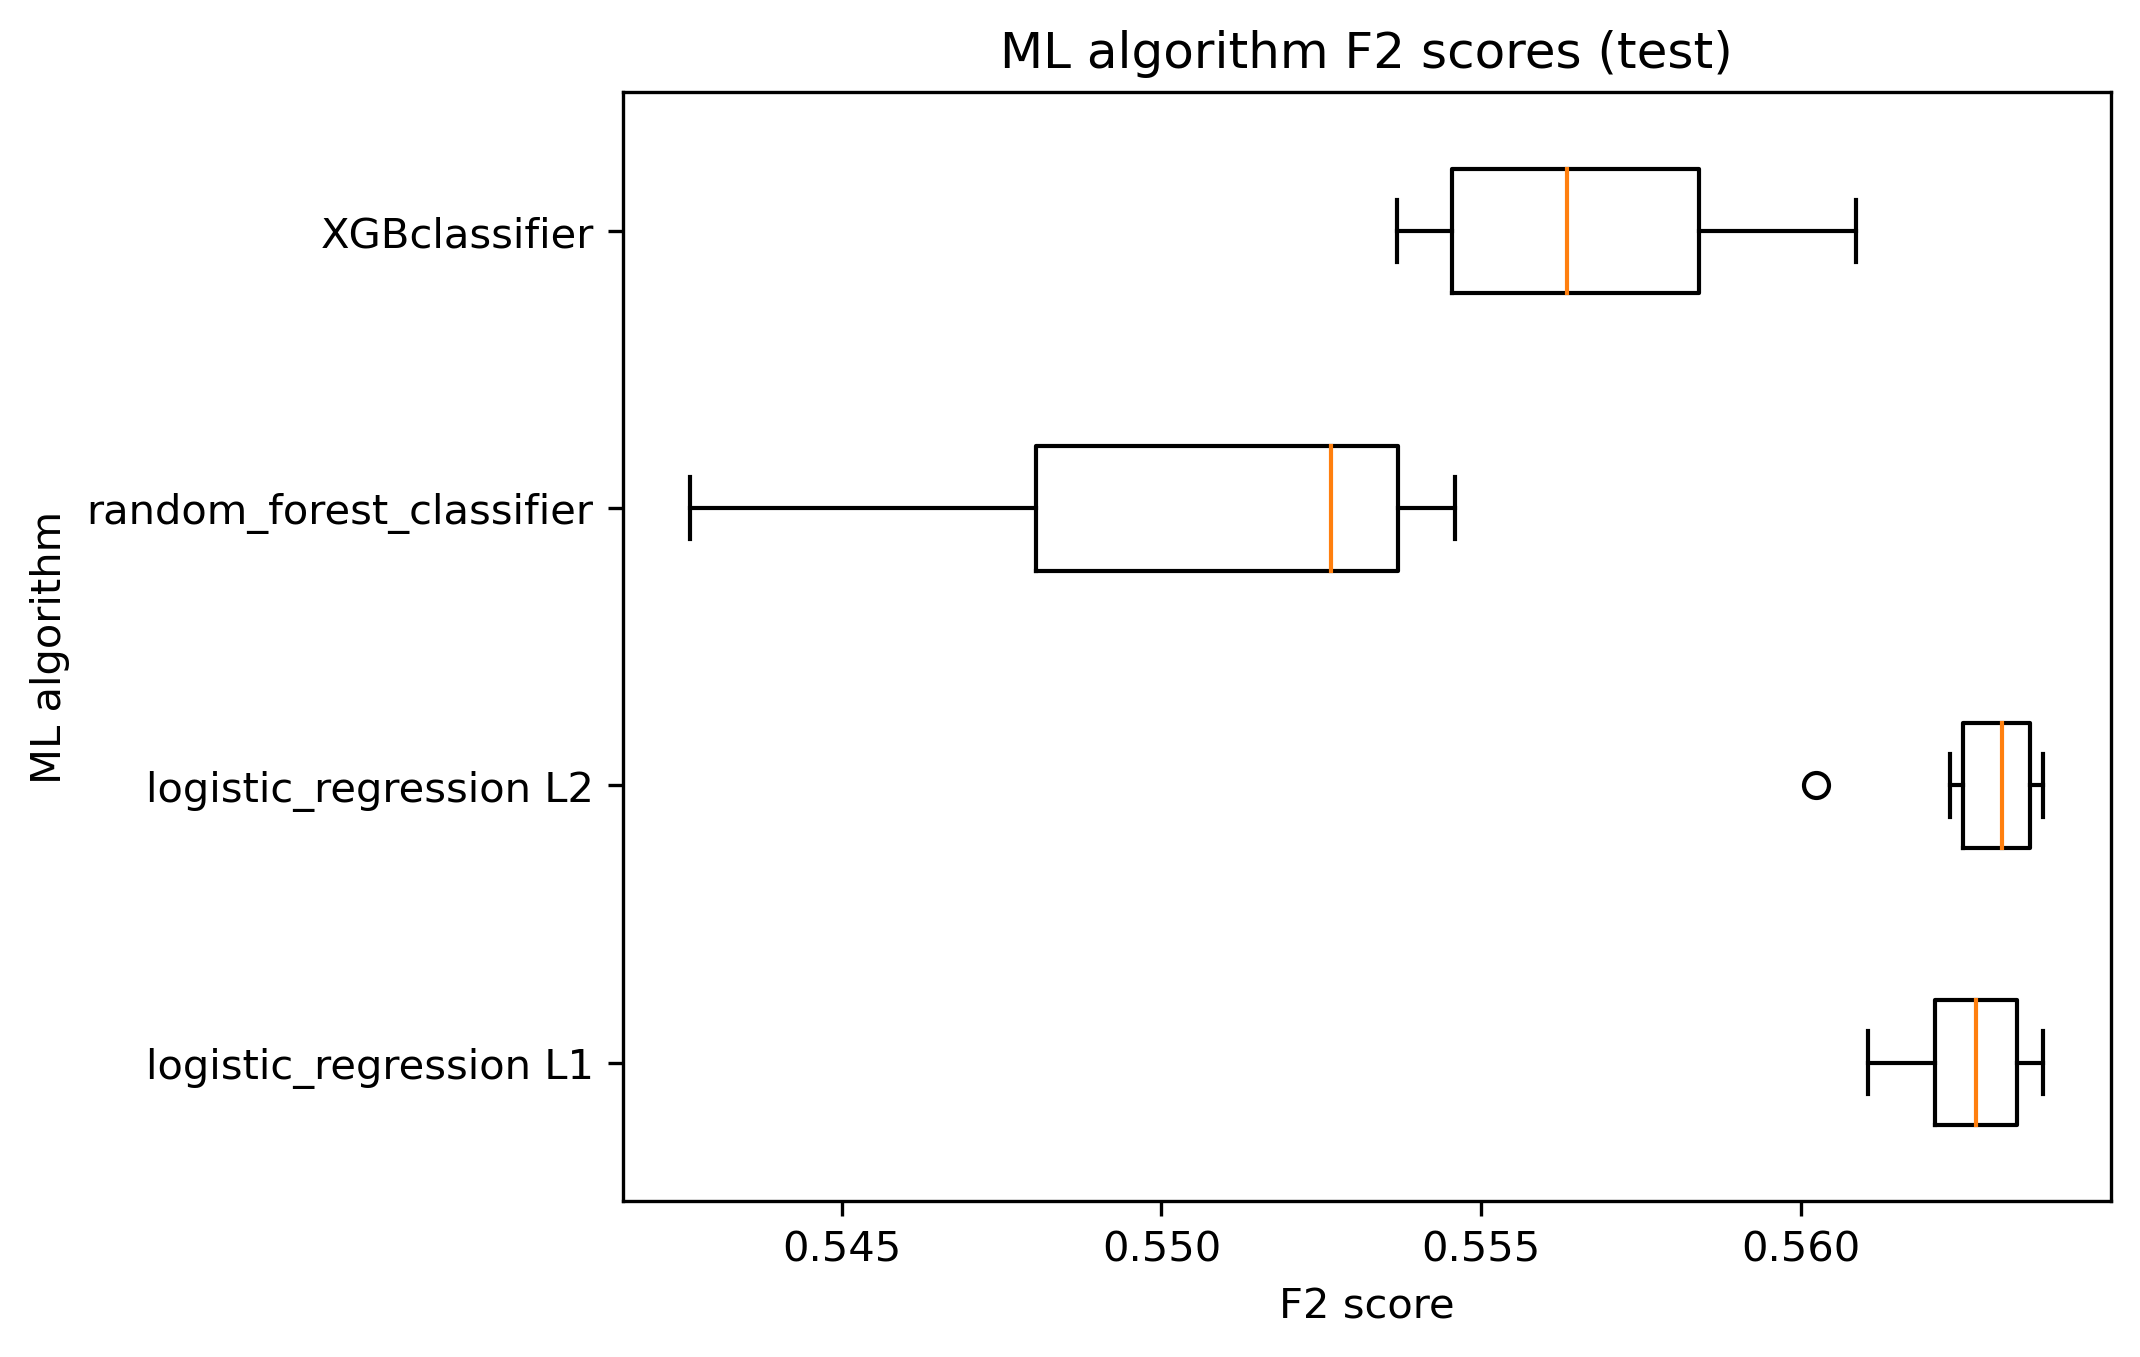 ML algorithm F2 scores (test)
ML algorithm
XGBclassifier
random_forest_classifier
logistic_regression L2
logistic_regression L1
0.545
0.550
0.555
0.560
F2 score